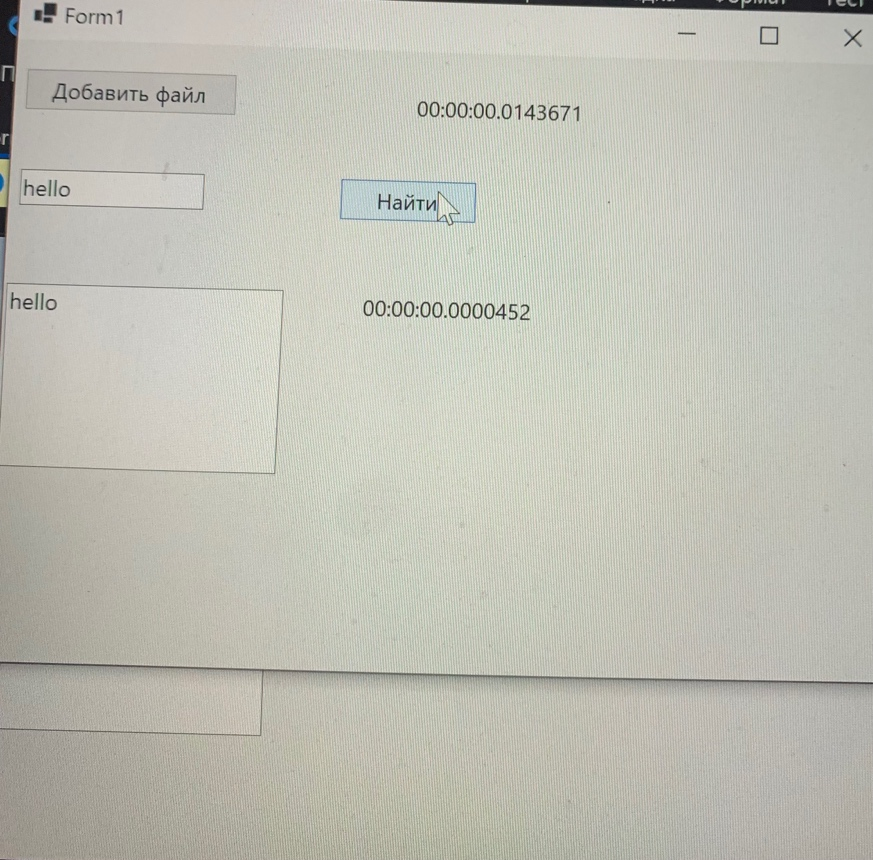 Form1
Добавить файл
00:00:00.0143671
hello
Найти
hello
00:00:00.0000452